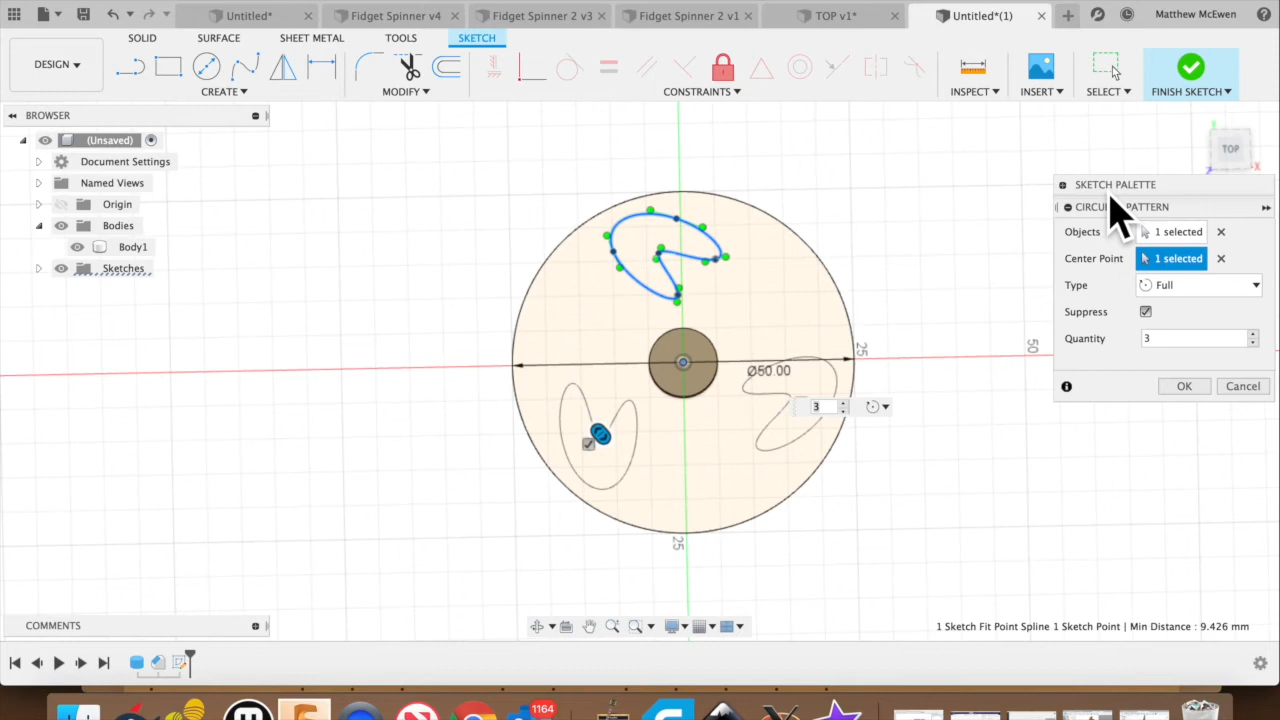 Untitled*
Fidget Spinner v4
Fidget Spinner 2 v3
Fidget Spinner 2 v1
TOP v1*
Untitled*(1)
Matthew McEwen
SOLID
SURFACE
SHEET METAL
TOOLS
SKETCH
DESIGN
CREATE
MODIFY
CONSTRAINTS
INSPECT
INSERT
SELECT
FINISH SKETCH
BROWSER
(Unsaved)
Document Settings
Named Views
Origin
Bodies
Body1
Sketches
TOP
X
SKETCH PALETTE
PATTERN
Objects
1 selected
Center Point
1 selected
Type
Full
Suppress
Quantity
3
OK
Cancel
25
50
Ø50.00
3
25
COMMENTS
1 Sketch Fit Point Spline 1 Sketch Point | Min Distance : 9.426 mm
1164